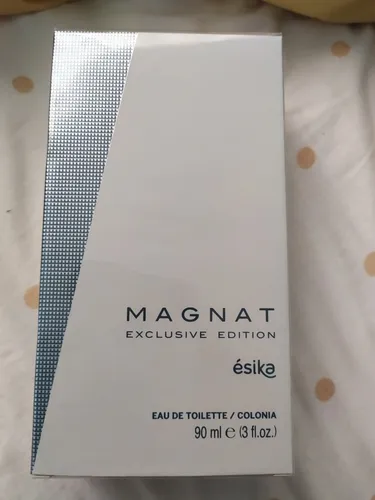 MAGNAT
EXCLUSIVE EDITION
ésika
EAU DE TOILETTE / COLONIA
90 ml ℮ (3 fl.oz.)